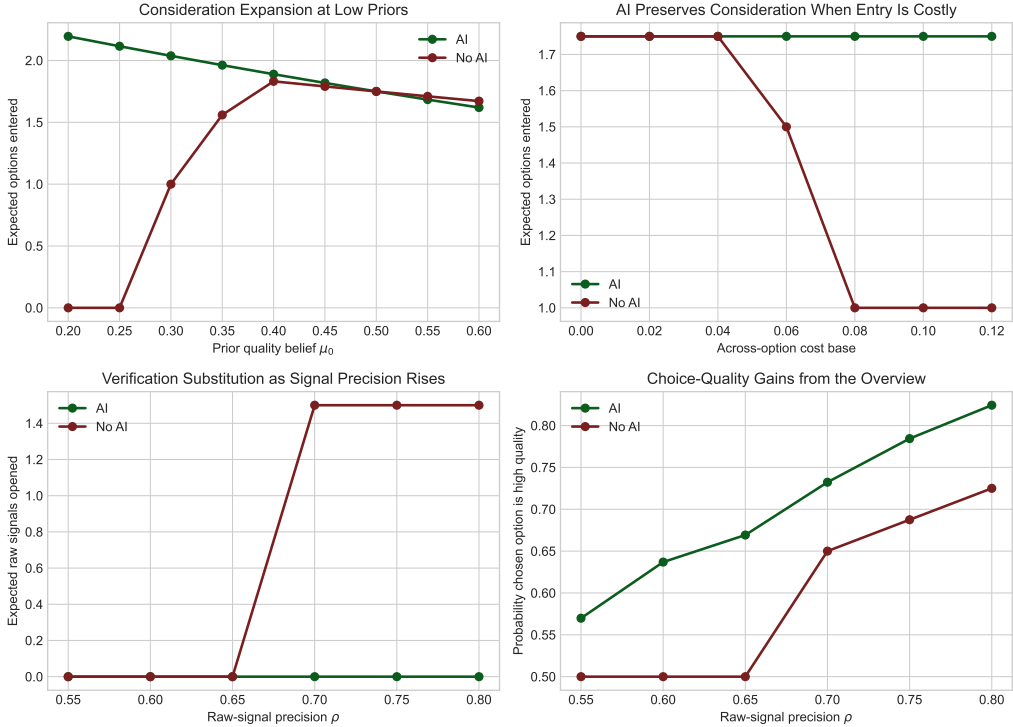 Consideration Expansion at Low Priors
AI
No AI
Expected options entered
2.0
1.5
1.0
0.5
0.0
0.20 0.25 0.30 0.35 0.40 0.45 0.50 0.55 0.60
Prior quality belief μ0
AI Preserves Consideration When Entry Is Costly
Expected options entered
1.7
1.6
1.5
1.4
1.3
1.2
1.1
1.0
AI
No AI
0.00 0.02 0.04 0.06 0.08 0.10 0.12
Across-option cost base
Verification Substitution as Signal Precision Rises
AI
No AI
Expected raw signals opened
1.4
1.2
1.0
0.8
0.6
0.4
0.2
0.0
0.55 0.60 0.65 0.70 0.75 0.80
Raw-signal precision ρ
Choice-Quality Gains from the Overview
AI
No AI
Probability chosen option is high quality
0.80
0.75
0.70
0.65
0.60
0.55
0.50
0.55 0.60 0.65 0.70 0.75 0.80
Raw-signal precision ρ